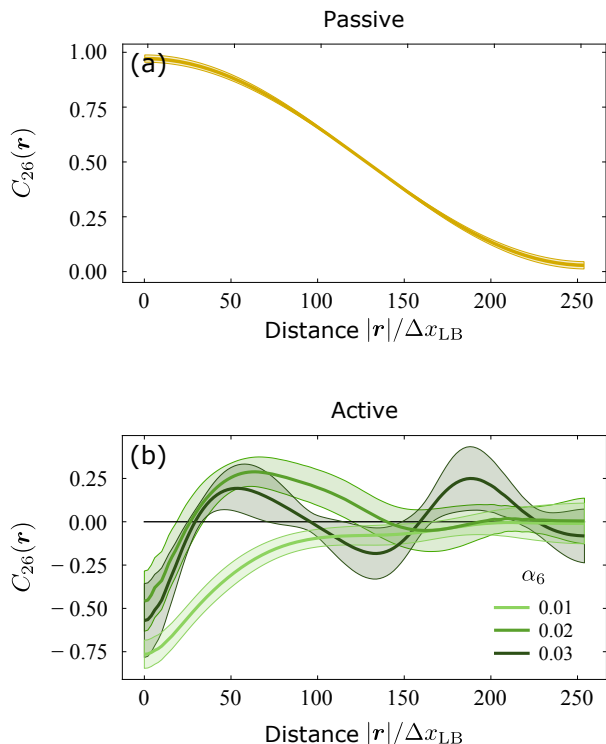 Passive
(a)
1.00
0.75
0.50
0.25
0.00
C₂₆(r)
0 50 100 150 200 250
Distance |r|/Δx_LB
Active
(b)
0.25
0.00
−0.25
−0.50
−0.75
C₂₆(r)
α₆
0.01
0.02
0.03
0 50 100 150 200 250
Distance |r|/Δx_LB